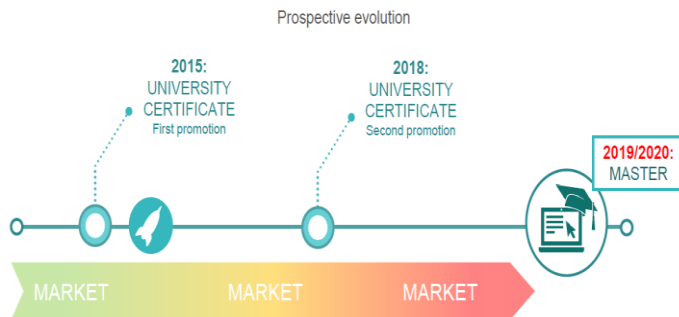 Prospective evolution
2015:
UNIVERSITY
CERTIFICATE
First promotion
2018:
UNIVERSITY
CERTIFICATE
Second promotion
2019/2020:
MASTER
MARKET
MARKET
MARKET